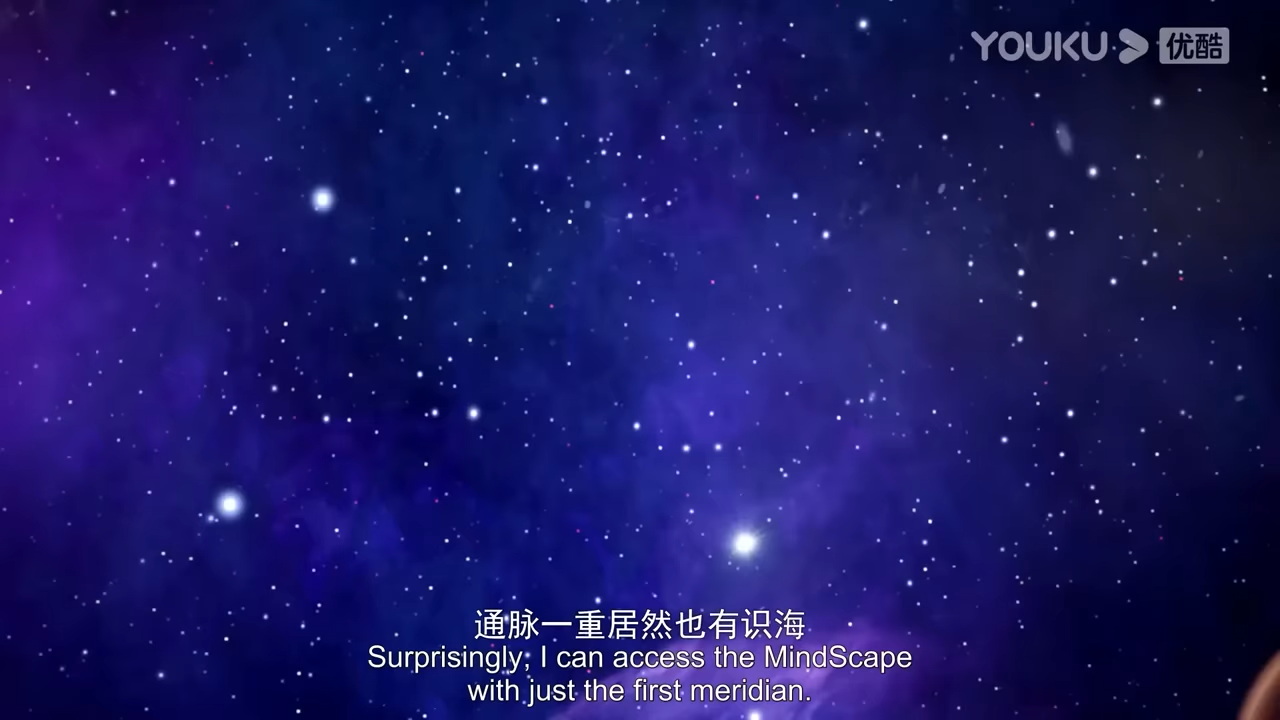 YOUKU 优酷
通脉一重居然也有识海
Surprisingly, I can access the MindScape
with just the first meridian.